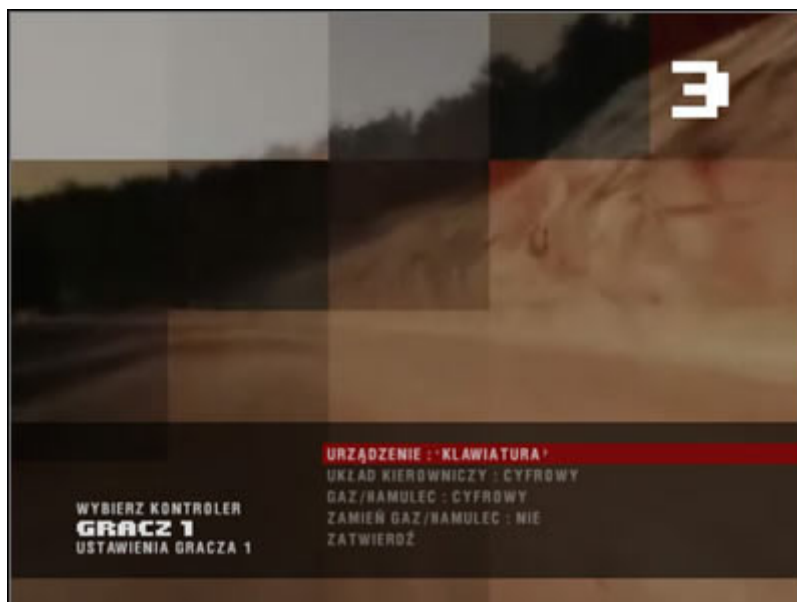 3
URZĄDZENIE : ‹KLAWIATURA›
UKŁAD KIEROWNICZY : CYFROWY
GAZ/HAMULEC : CYFROWY
ZAMIEŃ GAZ/HAMULEC : NIE
ZATWIERDŹ
WYBIERZ KONTROLER
GRACZ 1
USTAWIENIA GRACZA 1